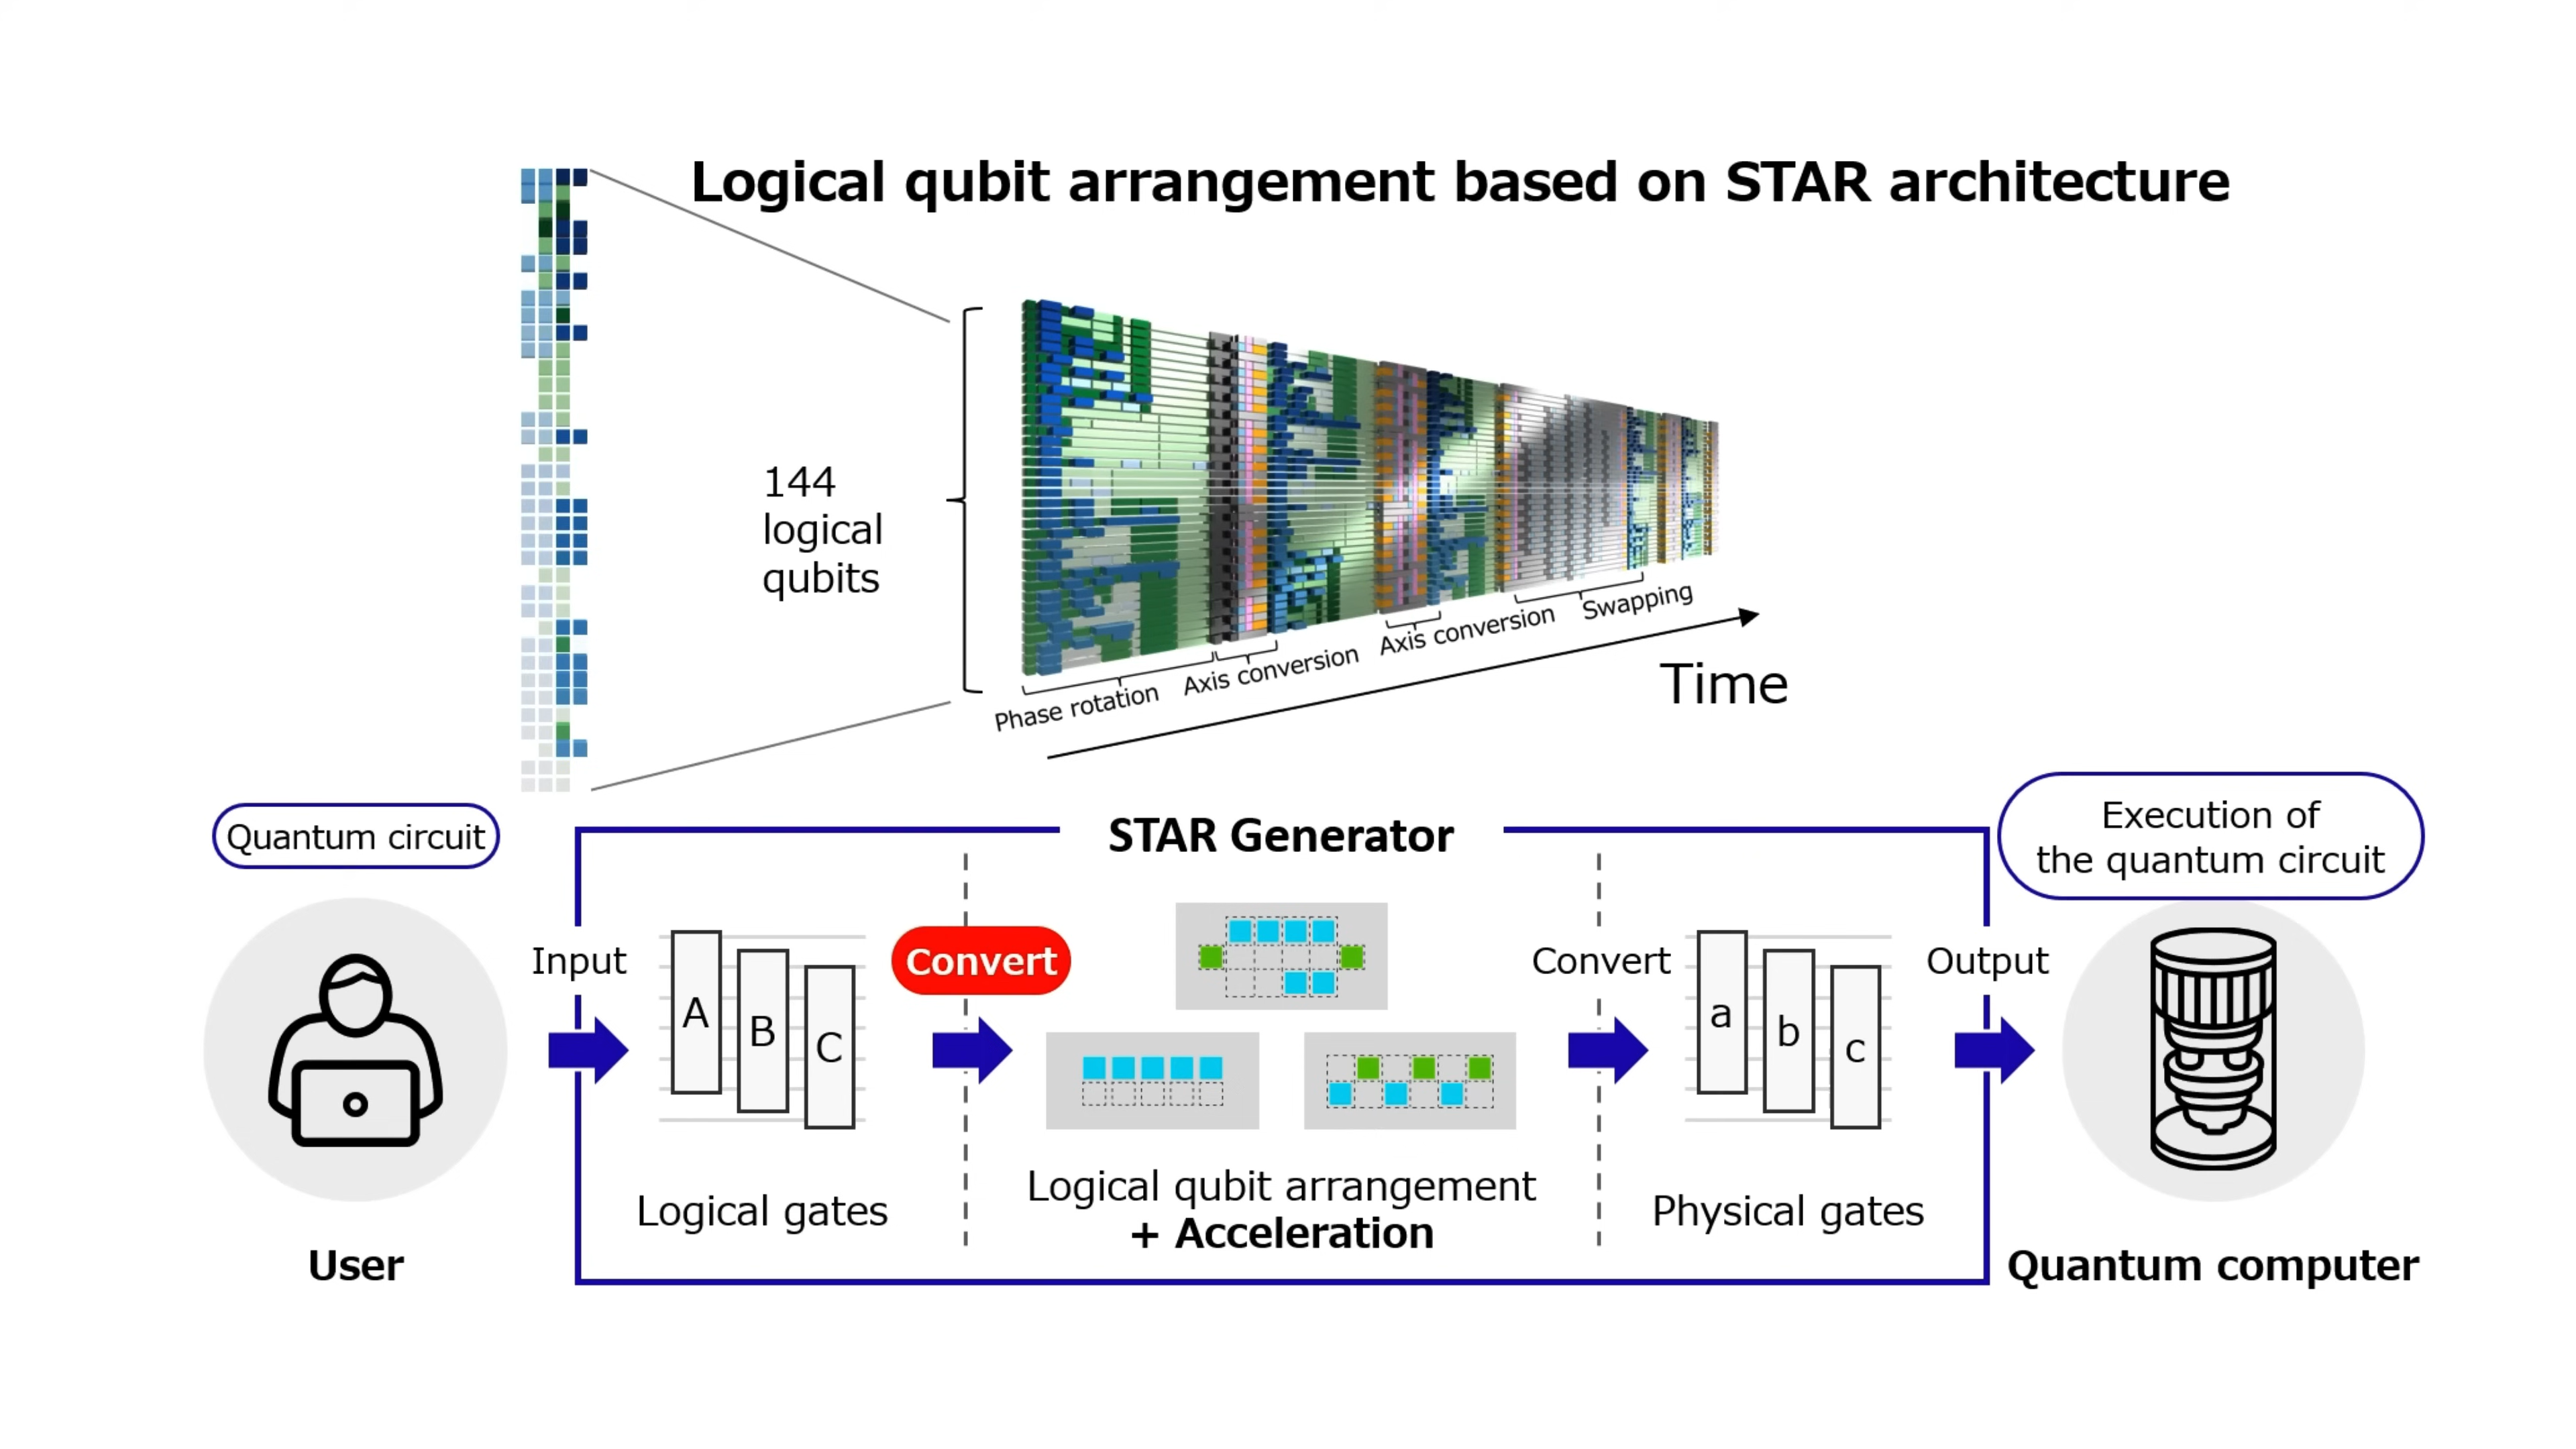 Logical qubit arrangement based on STAR architecture
144
logical
qubits
Phase rotation
Axis conversion
Axis conversion
Swapping
Time
Quantum circuit
STAR Generator
Execution of
the quantum circuit
Input
A
B
C
Convert
Convert
a
b
c
Output
Logical gates
Logical qubit arrangement
+ Acceleration
Physical gates
User
Quantum computer